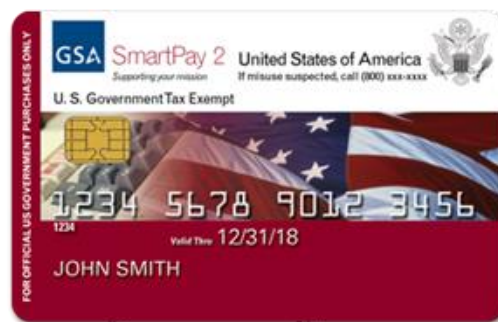 FOR OFFICIAL US GOVERNMENT PURCHASES ONLY
GSA SmartPay 2
Supporting your mission
United States of America
If misuse suspected, call (800) xxx-xxxx
U. S. Government Tax Exempt
1234 5678 9012 3456
1234
Valid Thru 12/31/18
JOHN SMITH